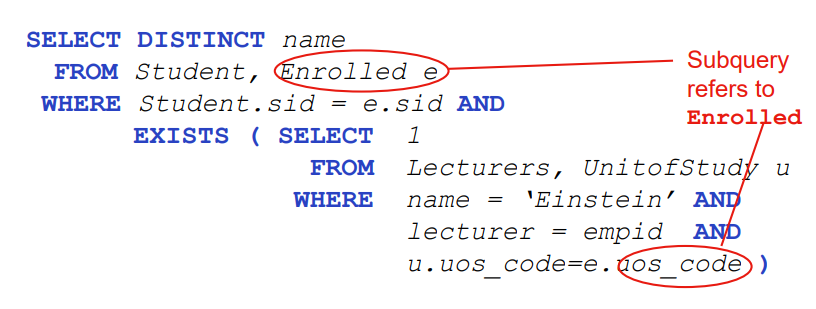 SELECT DISTINCT name
FROM Student, Enrolled e
WHERE Student.sid = e.sid AND
EXISTS ( SELECT 1
FROM Lecturers, UnitofStudy u
WHERE name = ‘Einstein’ AND
lecturer = empid AND
u.uos_code=e.uos_code )
Subquery
refers to
Enrolled